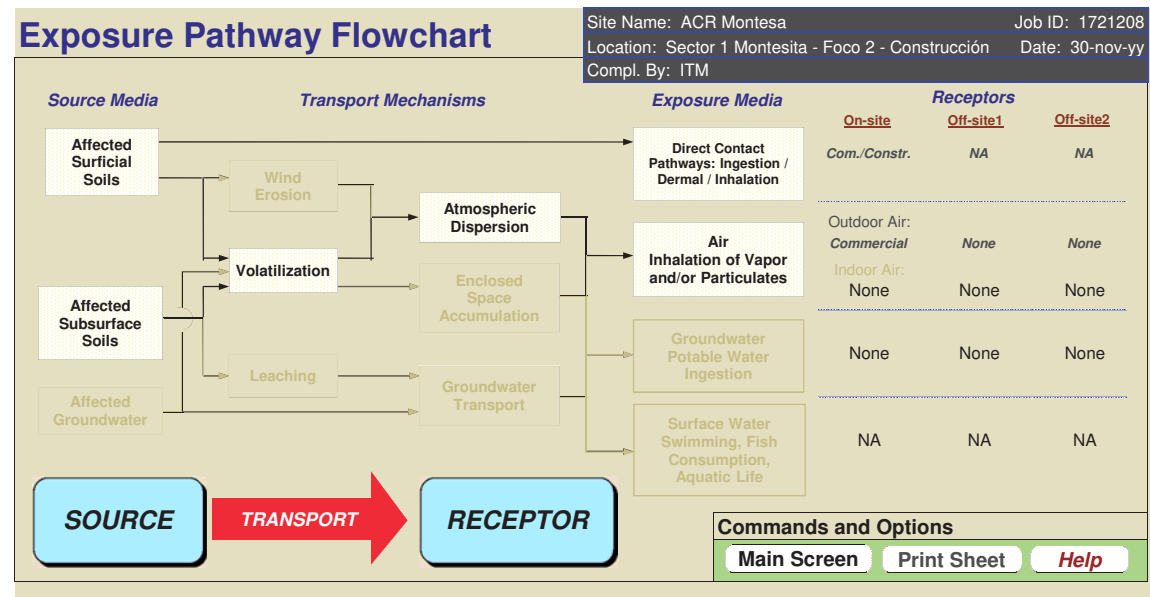 Exposure Pathway Flowchart
Site Name: ACR Montesa Job ID: 1721208
Location: Sector 1 Montesita - Foco 2 - Construcción Date: 30-nov-yy
Compl. By: ITM
Source Media
Transport Mechanisms
Exposure Media
Receptors
On-site Off-site1 Off-site2
Affected
Surficial
Soils
Wind
Erosion
Direct Contact
Pathways: Ingestion /
Dermal / Inhalation
Com./Constr. NA NA
Atmospheric
Dispersion
Volatilization
Air
Inhalation of Vapor
and/or Particulates
Outdoor Air:
Commercial None None
Indoor Air:
None None None
Enclosed
Space
Accumulation
Affected
Subsurface
Soils
Groundwater
Potable Water
Ingestion
None None None
Leaching
Groundwater
Transport
Affected
Groundwater
Surface Water
Swimming, Fish
Consumption,
Aquatic Life
NA NA NA
SOURCE
TRANSPORT
RECEPTOR
Commands and Options
Main Screen Print Sheet Help